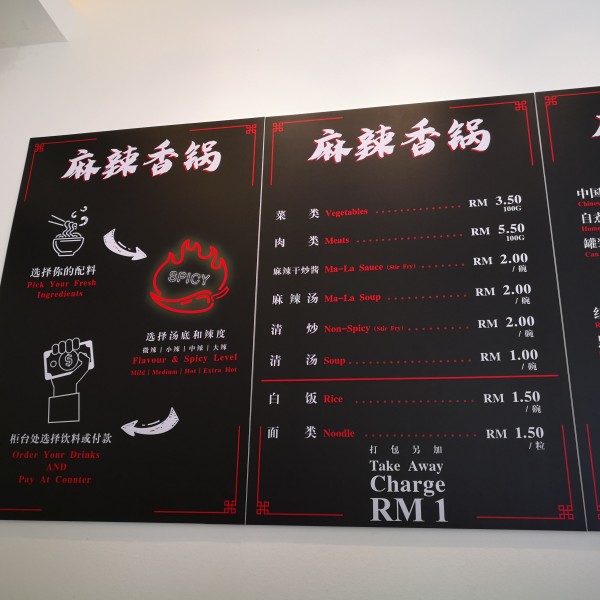 麻辣香锅
选择你的配料
Pick Your Fresh
Ingredients
SPICY
选择汤底和辣度
微辣 | 小辣 | 中辣 | 大辣
Flavour & Spicy Level
Mild | Medium | Hot | Extra Hot
$
柜台处选择饮料或付款
Order Your Drinks
AND
Pay At Counter
麻辣香锅
菜 类 Vegetables RM 3.50
100G
肉 类 Meats RM 5.50
100G
麻辣干炒酱 Ma-La Sauce (Stir Fry) RM 2.00
/ 碗
麻辣汤 Ma-La Soup RM 2.00
/ 碗
清 炒 Non-Spicy (Stir Fry) RM 2.00
/ 碗
清 汤 Soup RM 1.00
/ 碗
白 饭 Rice RM 1.50
/ 碗
面 类 Noodle RM 1.50
/ 粒
打 包 另 加
Take Away
Charge
RM 1
中国
自煮
罐装